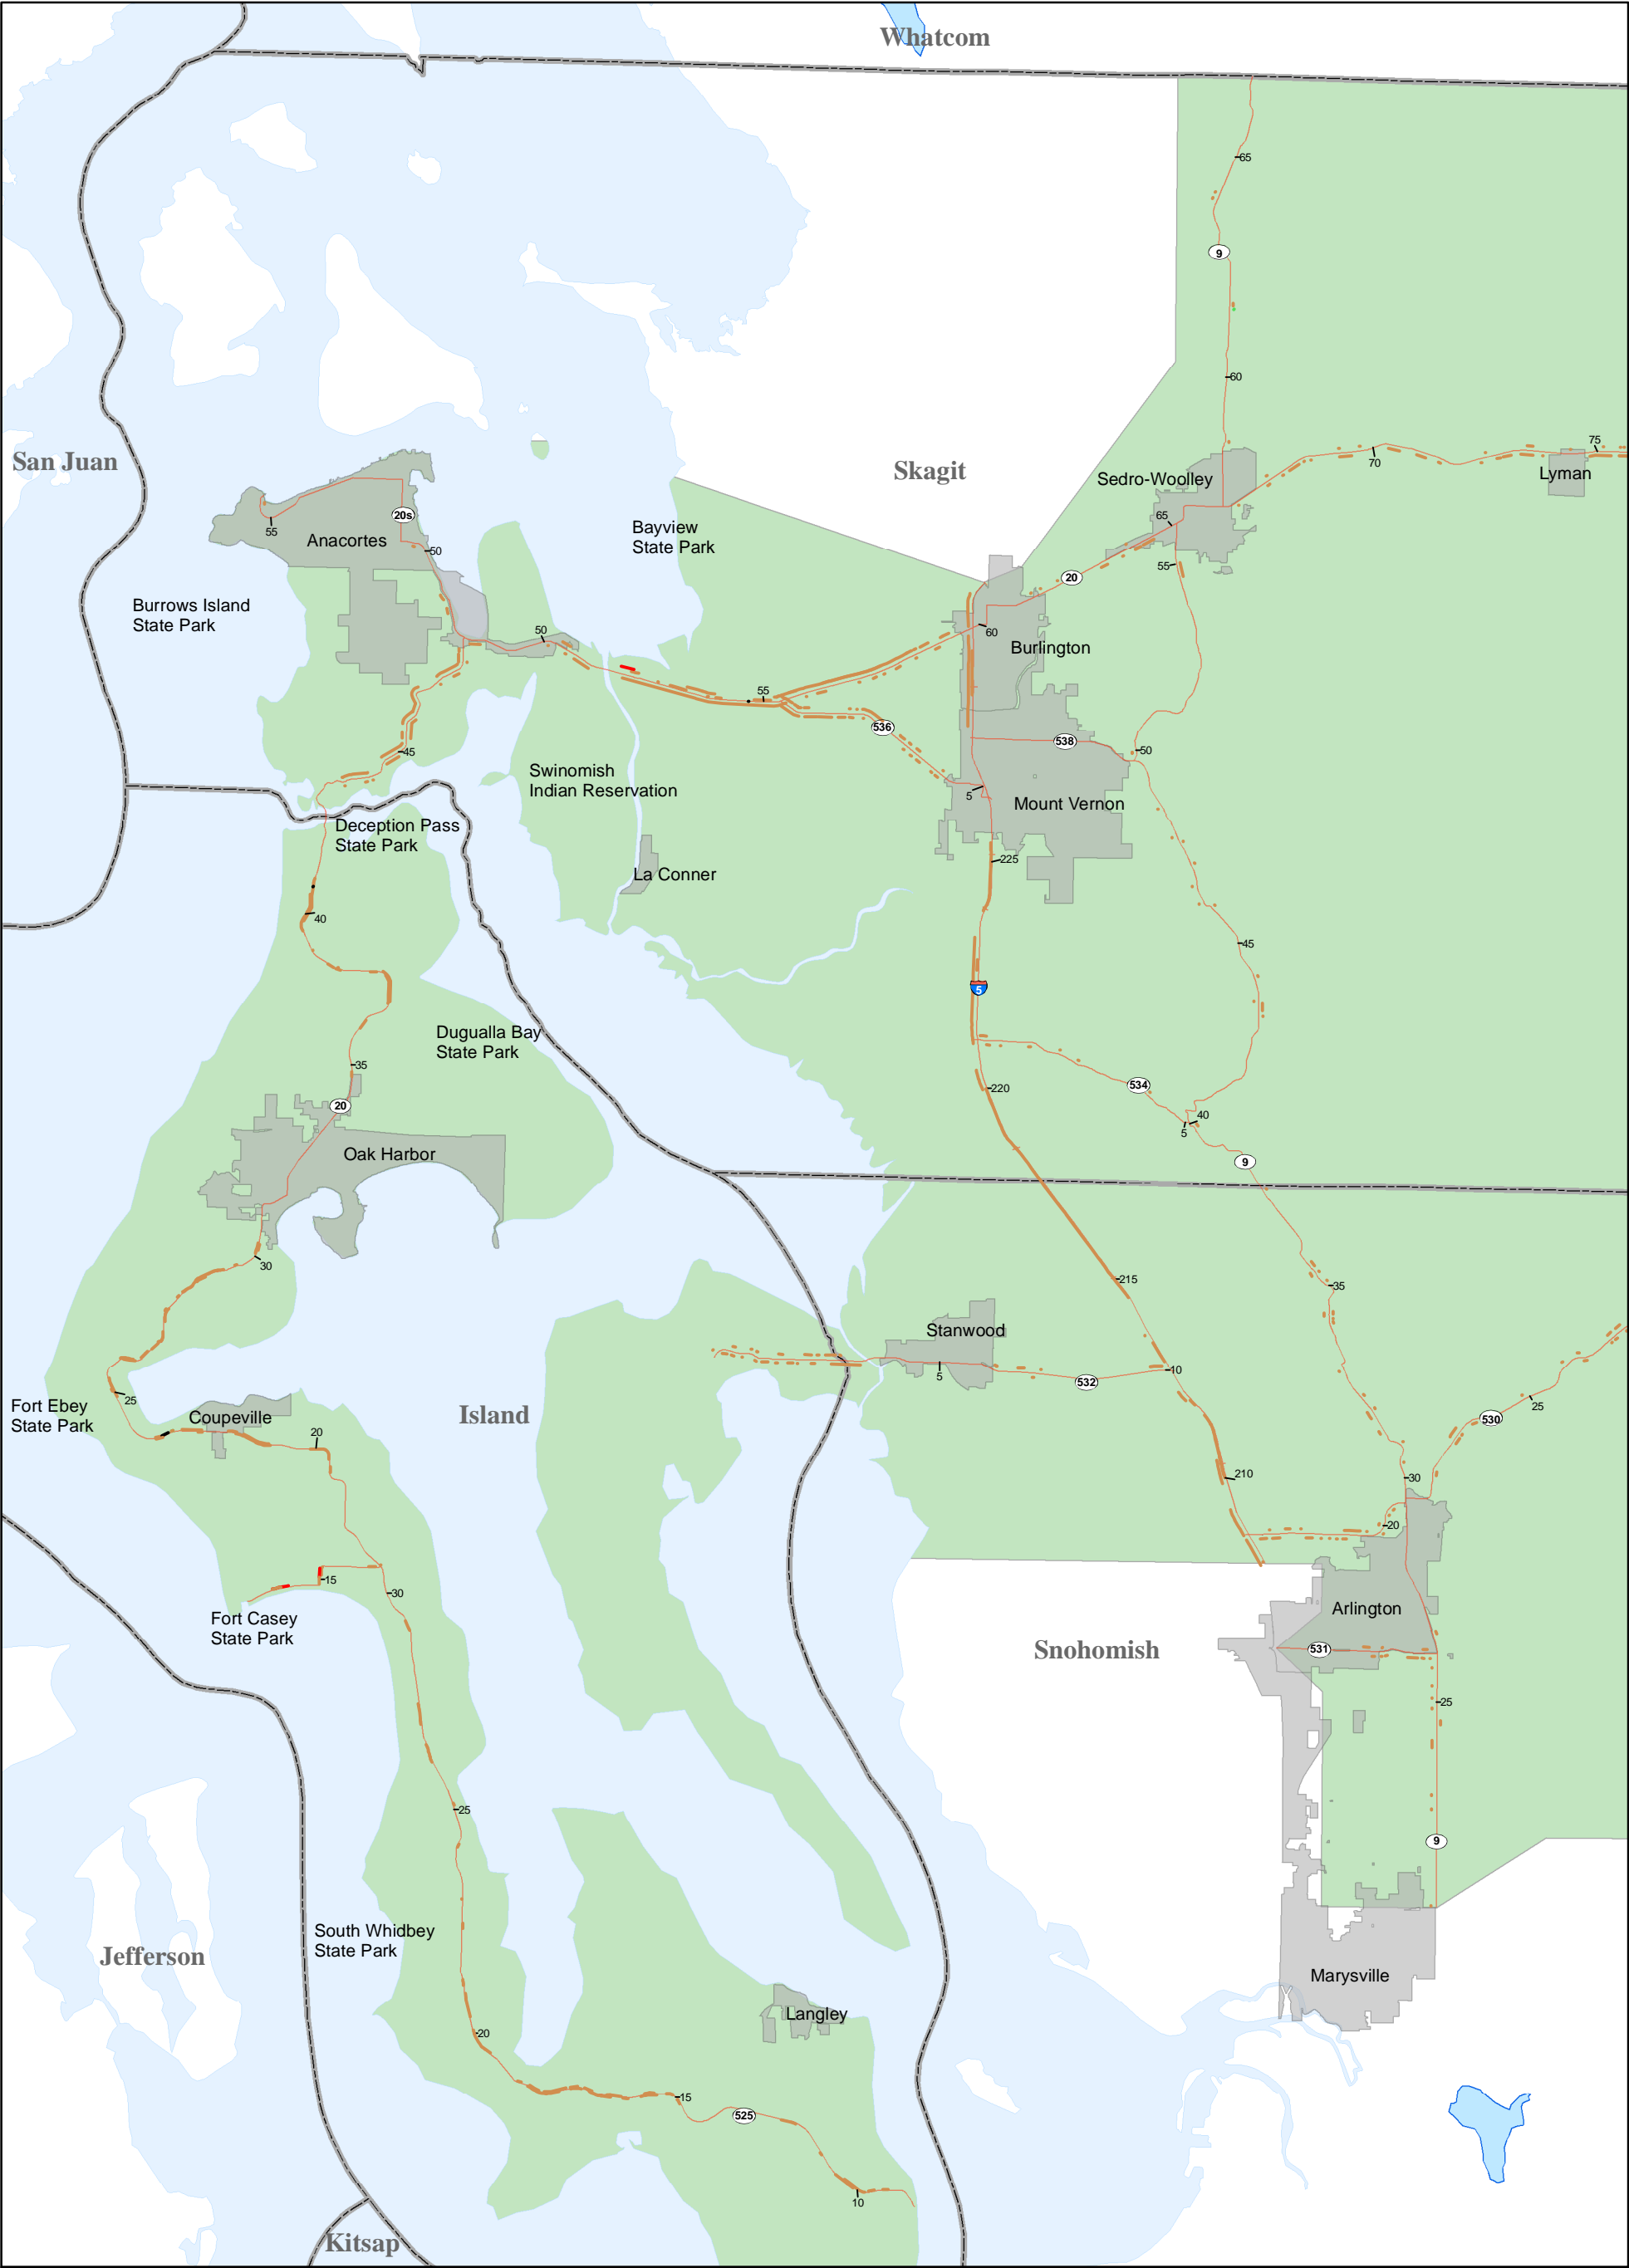 Whatcom
65
9
60
San Juan
Skagit
75
Sedro-Woolley
70
Lyman
55
20s
65
Anacortes
50
Bayview
State Park
55
20
Burrows Island
State Park
50
60
Burlington
55
536
538
50
45
Swinomish
Indian Reservation
5
Mount Vernon
Deception Pass
State Park
225
La Conner
40
45
5
Dugualla Bay
State Park
35
220
534
20
40
5
Oak Harbor
9
30
215
35
Stanwood
10
5
532
25
Fort Ebey
State Park
Coupeville
Island
530
25
20
210
30
20
15
30
Fort Casey
State Park
Arlington
Snohomish
531
25
25
9
South Whidbey
State Park
Jefferson
Marysville
Langley
20
15
525
10
Kitsap